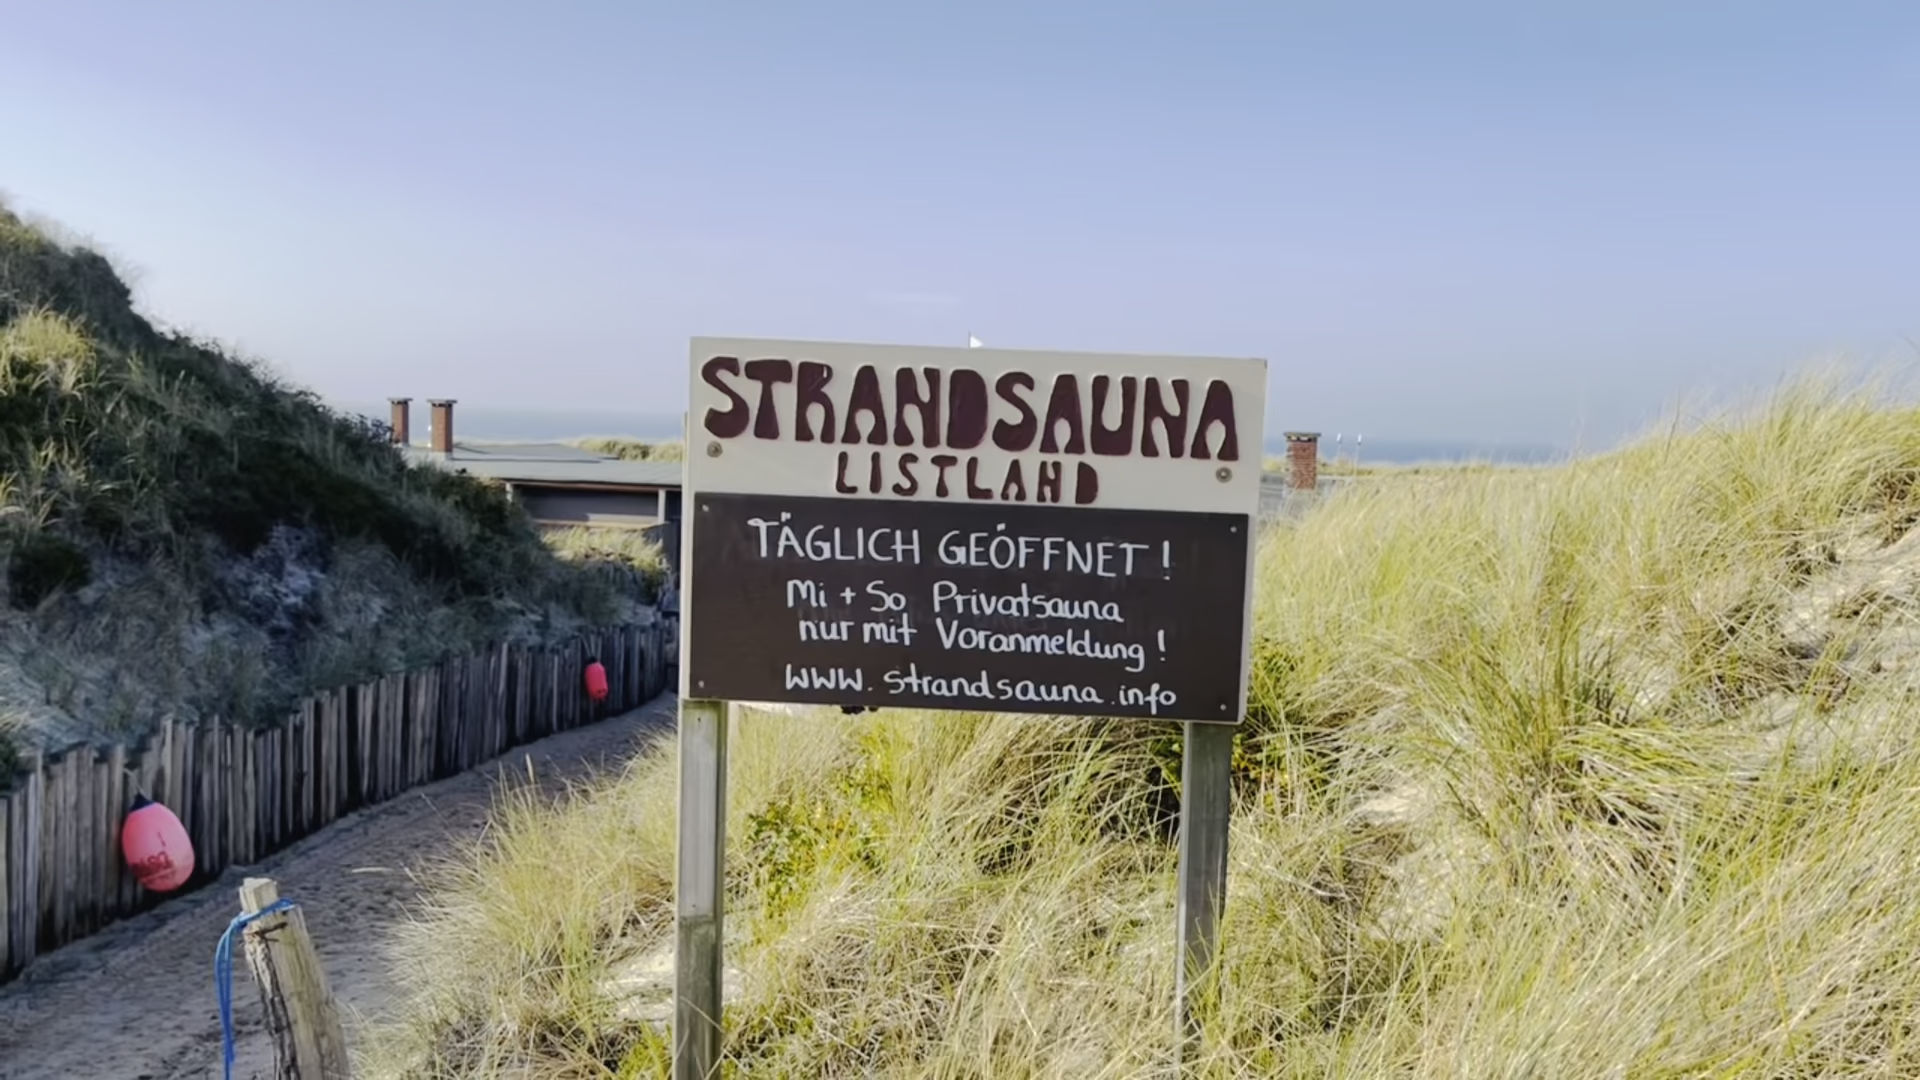 STRANDSAUNA
LISTLAND
TÄGLICH GEÖFFNET!
Mi + So Privatsauna
nur mit Voranmeldung!
www.strandsauna.info